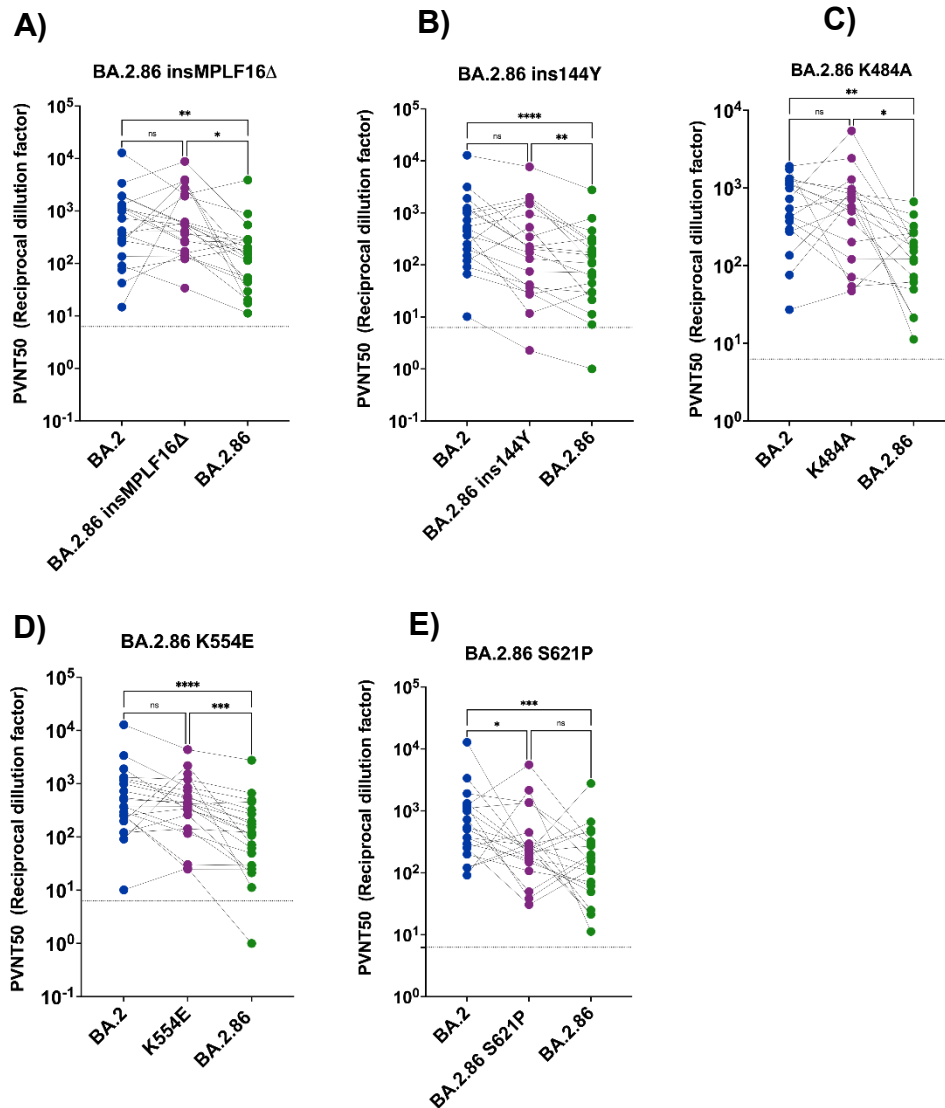 A)
BA.2.86 insMPLF16Δ
PVNT50 (Reciprocal dillution factor)
10^5
10^4
10^3
10^2
10^1
10^0
10^-1
**
ns
*
BA.2
BA.2.86 insMPLF16Δ
BA.2.86
B)
BA.2.86 ins144Y
PVNT50 (Reciprocal dillution factor)
10^5
10^4
10^3
10^2
10^1
10^0
10^-1
****
ns
**
BA.2
BA.2.86 ins144Y
BA.2.86
C)
BA.2.86 K484A
PVNT50 (Reciprocal dillution factor)
10^4
10^3
10^2
10^1
10^0
**
ns
*
BA.2
K484A
BA.2.86
D)
BA.2.86 K554E
PVNT50 (Reciprocal dillution factor)
10^5
10^4
10^3
10^2
10^1
10^0
10^-1
****
ns
***
BA.2
K554E
BA.2.86
E)
BA.2.86 S621P
PVNT50 (Reciprocal dillution factor)
10^5
10^4
10^3
10^2
10^1
10^0
***
*
ns
BA.2
BA.2.86 S621P
BA.2.86